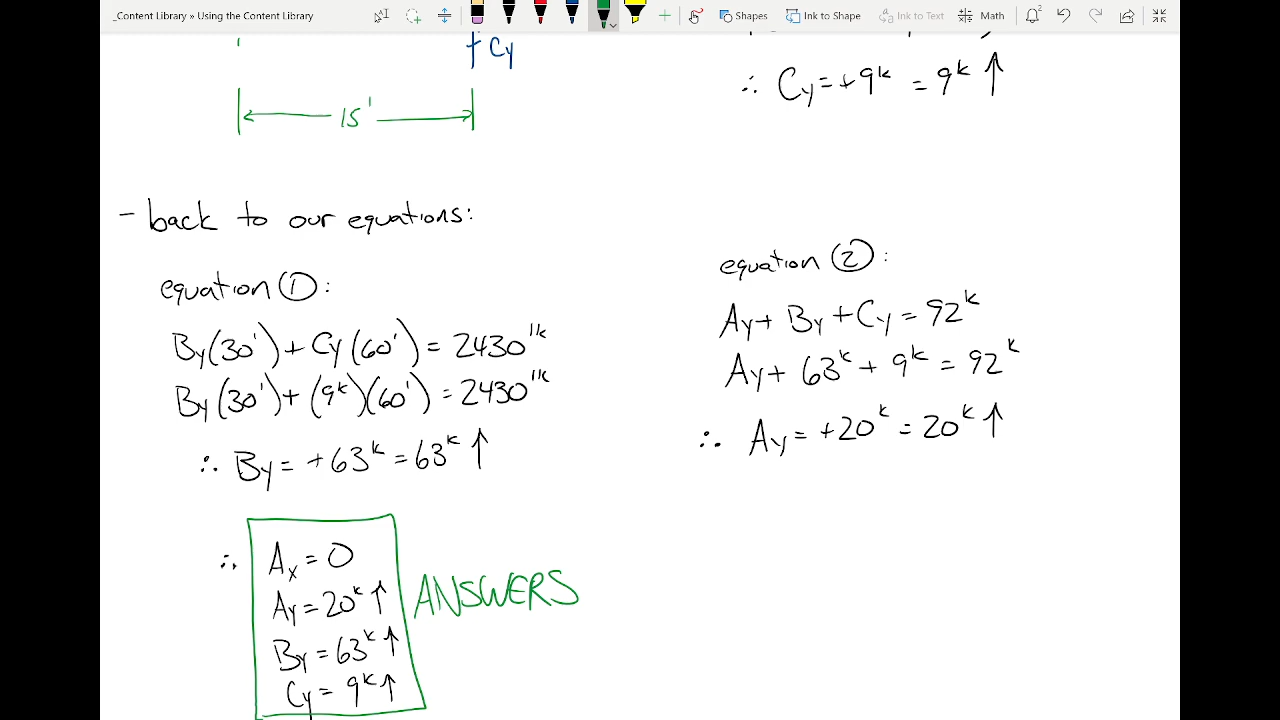 _Content Library » Using the Content Library
Shapes
Ink to Shape
Ink to Text
Math
Cy
15'
∴ Cy = +9ᵏ = 9ᵏ ↑
- back to our equations:
equation ①:
By(30') + Cy(60') = 2430'ᵏ
By(30') + (9ᵏ)(60') = 2430'ᵏ
∴ By = +63ᵏ = 63ᵏ ↑
equation ②:
Ay + By + Cy = 92ᵏ
Ay + 63ᵏ + 9ᵏ = 92ᵏ
∴ Ay = +20ᵏ = 20ᵏ ↑
∴ Ax = 0
Ay = 20ᵏ ↑
By = 63ᵏ ↑
Cy = 9ᵏ ↑
ANSWERS